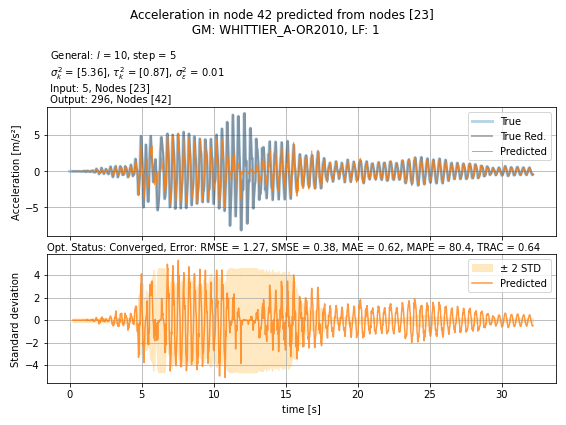 Acceleration in node 42 predicted from nodes [23]
GM: WHITTIER_A-OR2010, LF: 1
General: l = 10, step = 5
σ²ₖ = [5.36], τ²ₖ = [0.87], σ²ε = 0.01
Input: 5, Nodes [23]
Output: 296, Nodes [42]
True
True Red.
Predicted
Acceleration [m/s²]
5
0
−5
Opt. Status: Converged, Error: RMSE = 1.27, SMSE = 0.38, MAE = 0.62, MAPE = 80.4, TRAC = 0.64
± 2 STD
Predicted
Standard deviation
4
2
0
−2
−4
0 5 10 15 20 25 30
time [s]